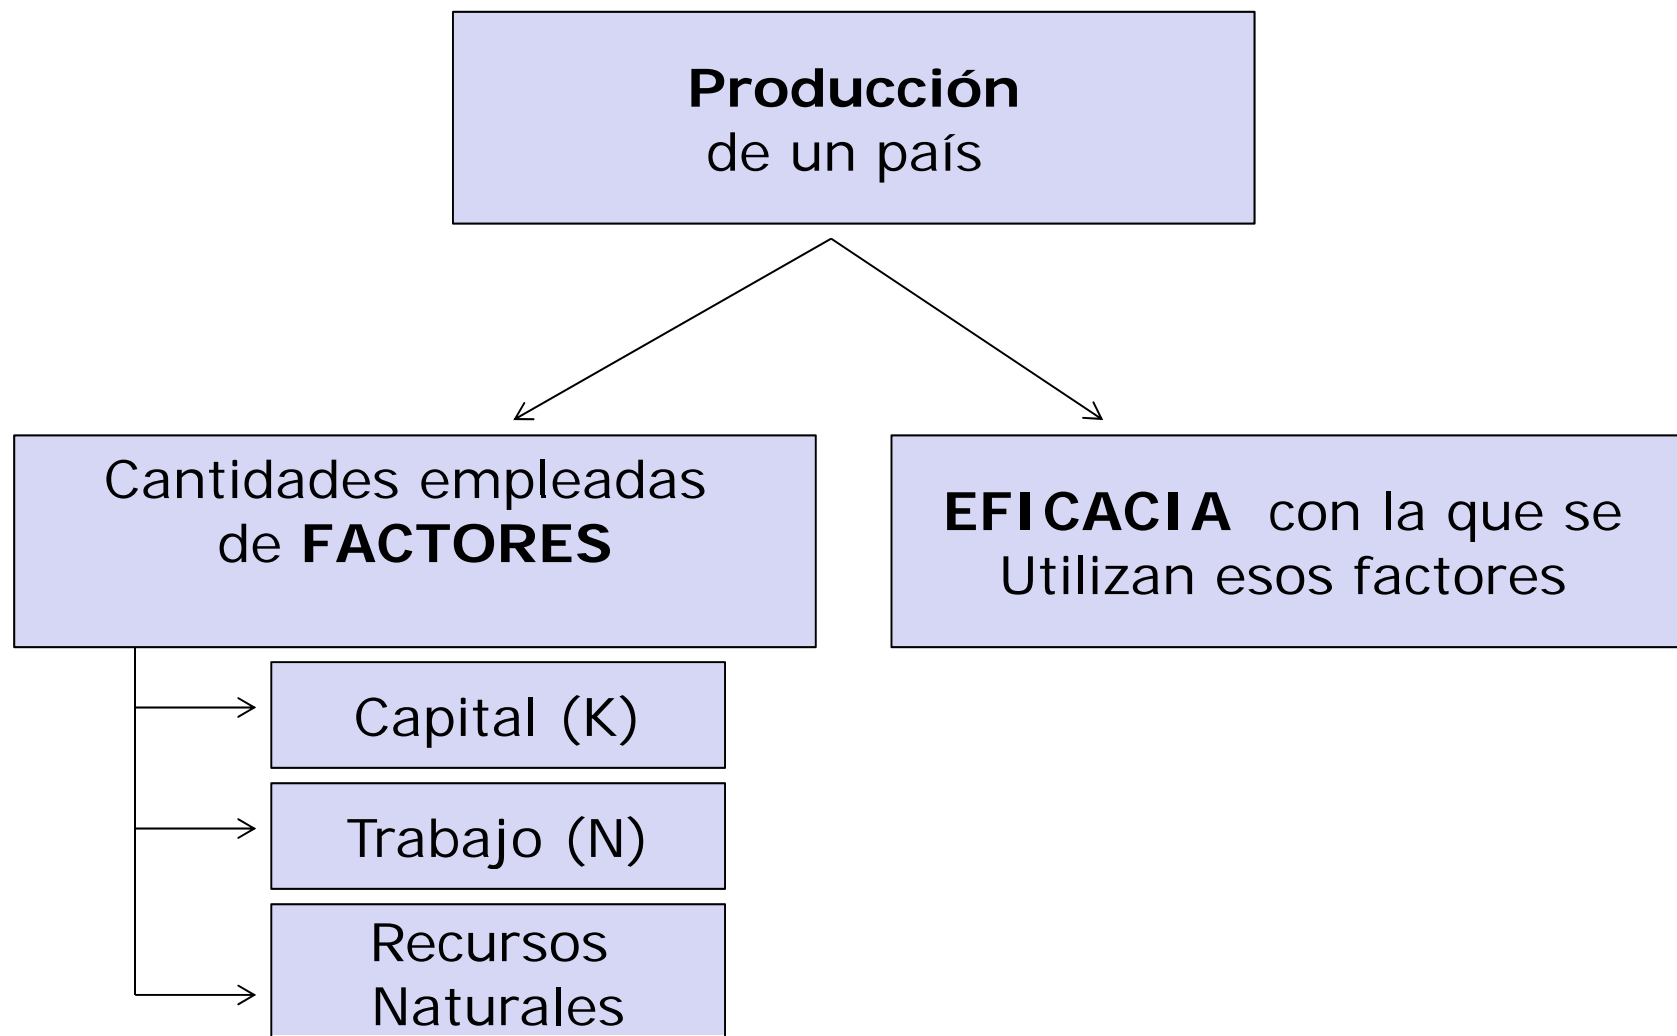 Producción
de un país
Cantidades empleadas
de FACTORES
EFICACIA con la que se
Utilizan esos factores
Capital (K)
Trabajo (N)
Recursos
Naturales